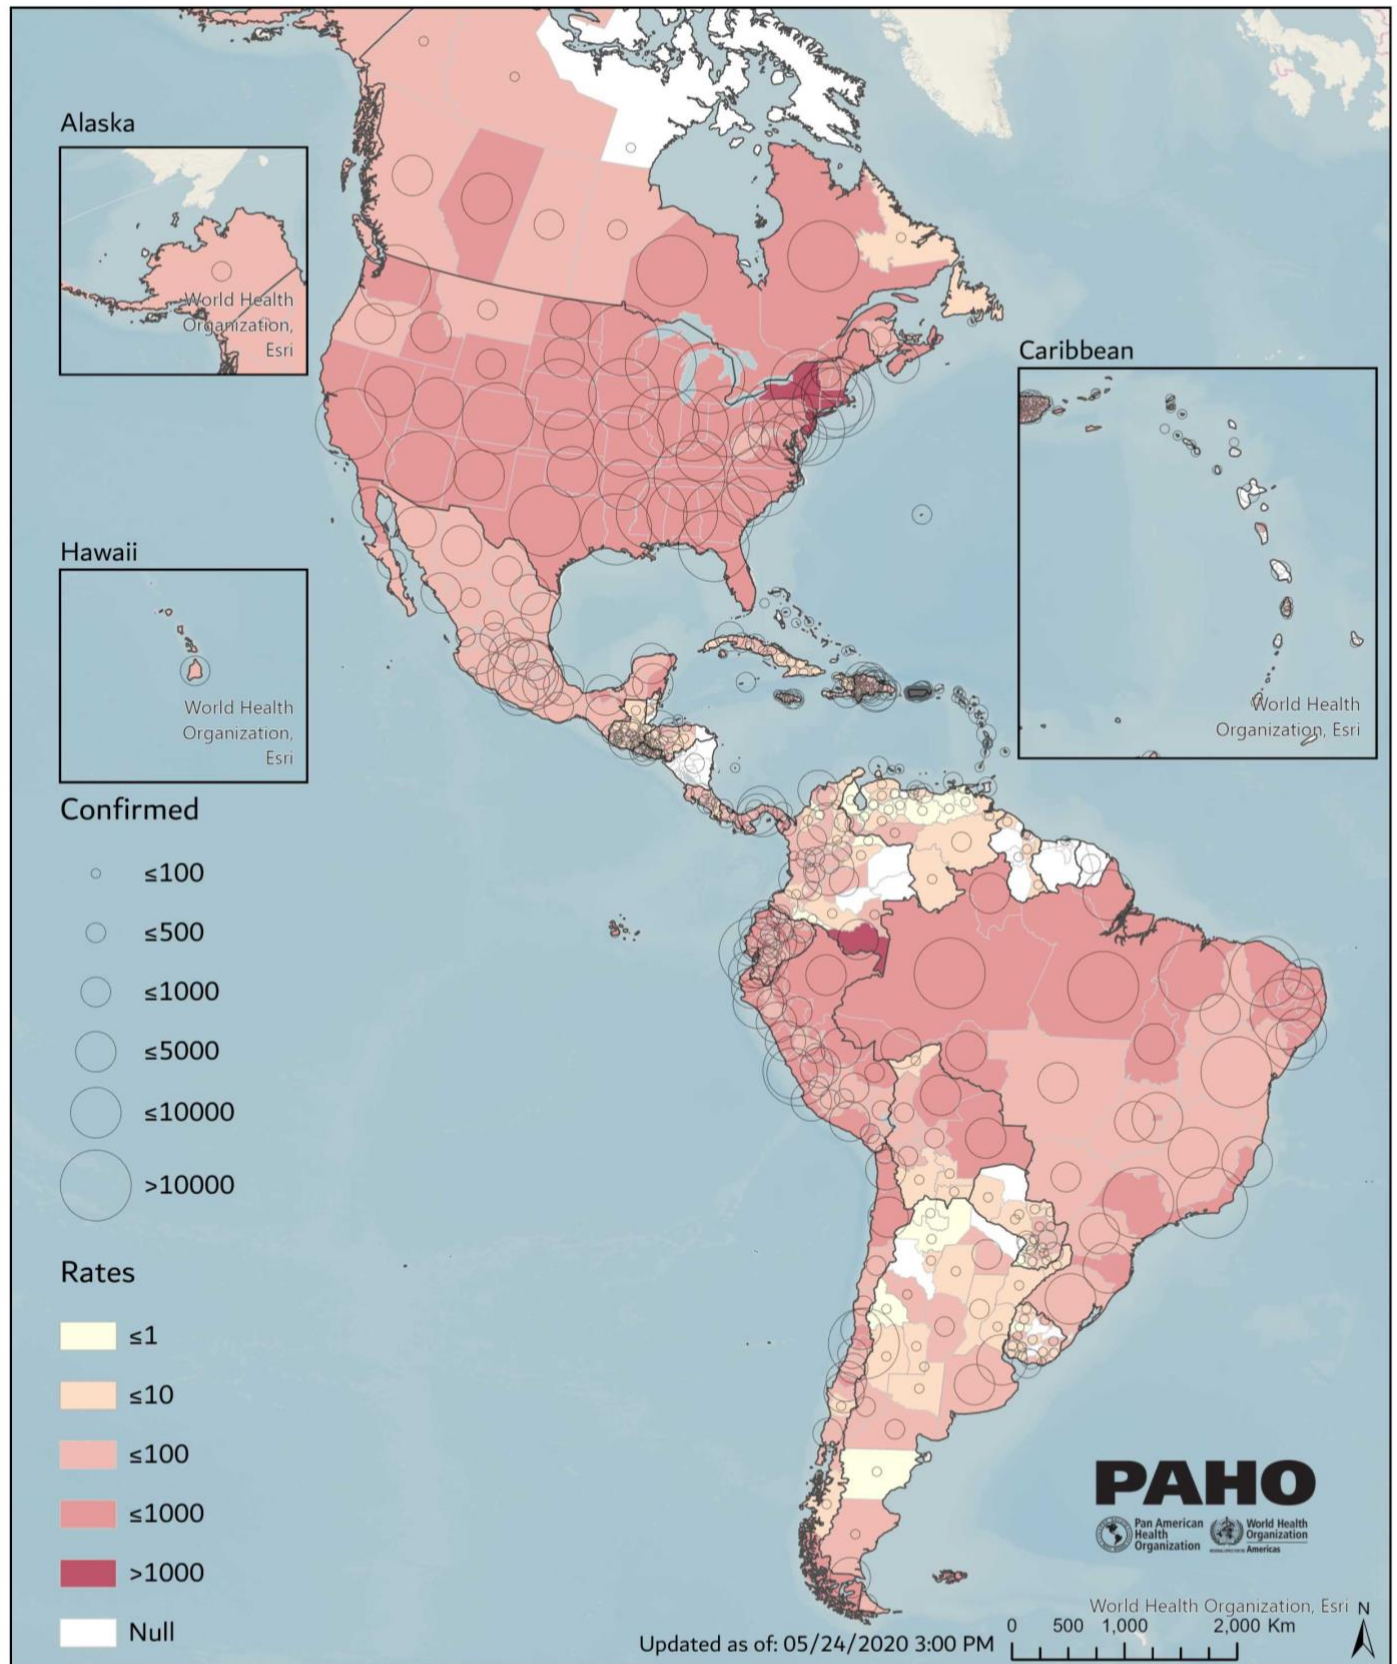 Alaska
World Health
Organization,
Esri
Caribbean
World Health
Organization, Esri
Hawaii
World Health
Organization,
Esri
Confirmed
≤100
≤500
≤1000
≤5000
≤10000
>10000
Rates
≤1
≤10
≤100
≤1000
>1000
Null
PAHO
Pan American
Health
Organization
World Health
Organization
Americas
World Health Organization, Esri
N
0 500 1,000 2,000 Km
Updated as of: 05/24/2020 3:00 PM